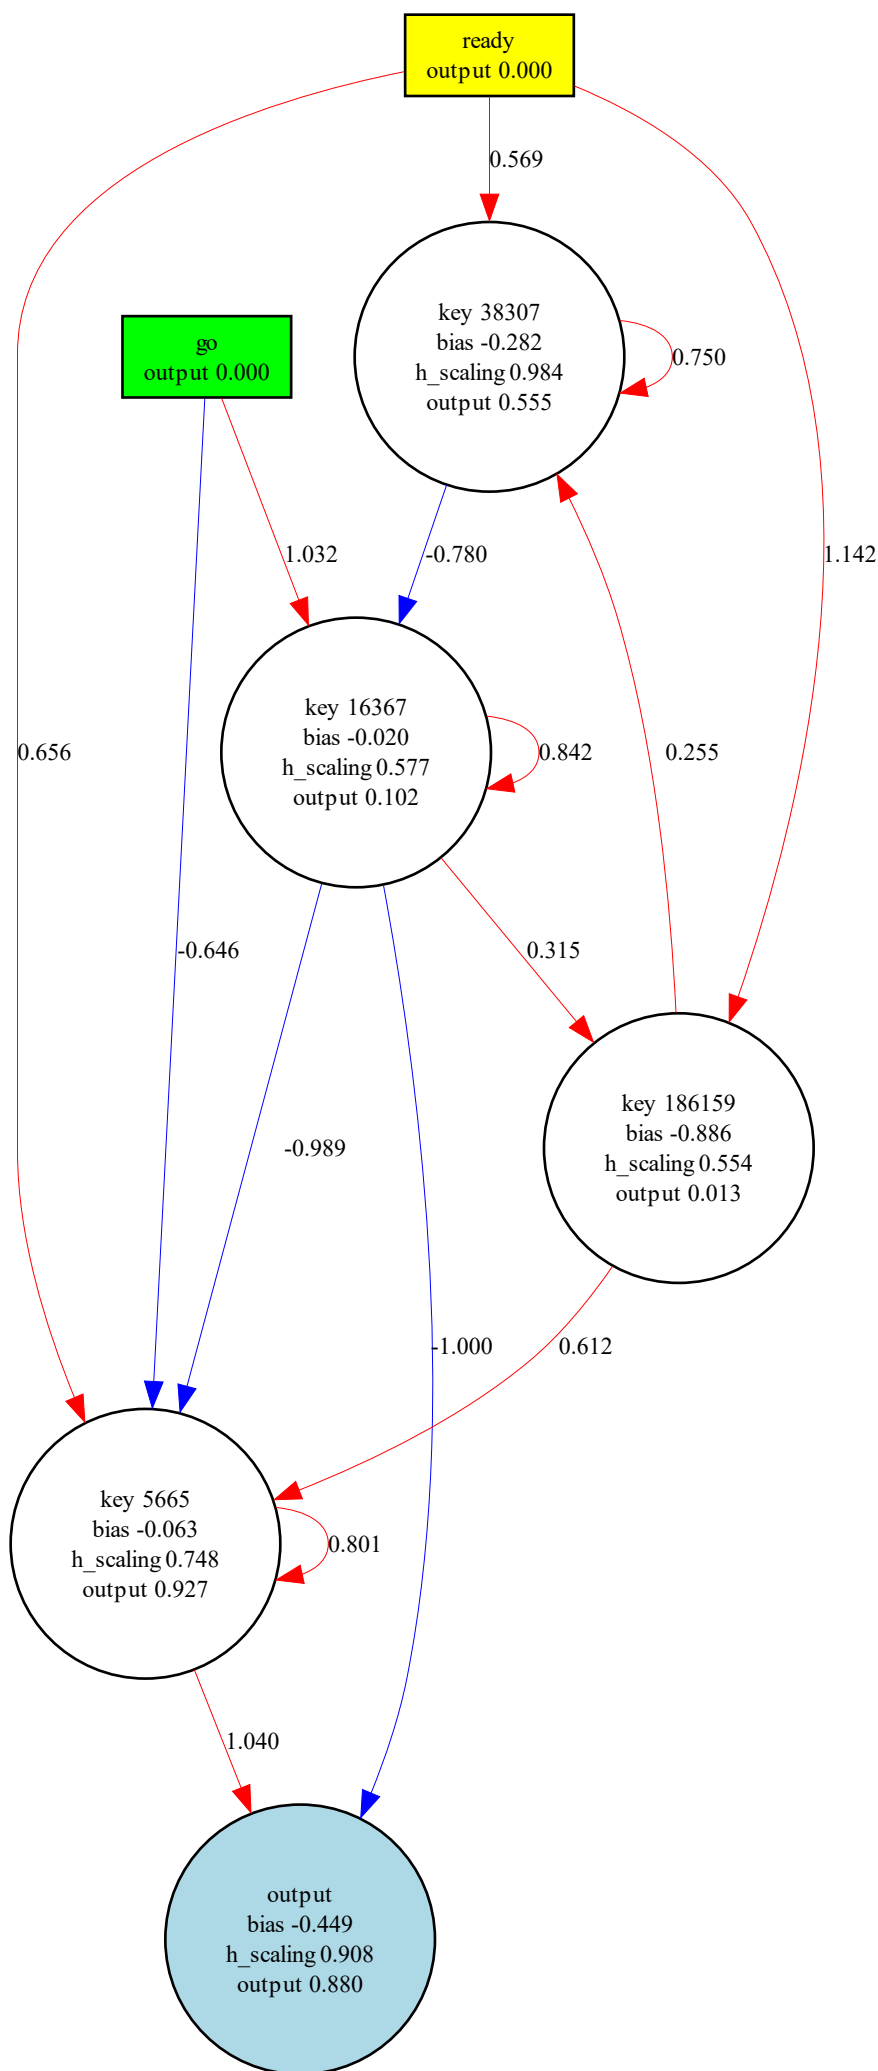 ready
output 0.000
0.569
go
output 0.000
key 38307
bias -0.282
h_scaling 0.984
output 0.555
0.750
1.032
-0.780
1.142
key 16367
bias -0.020
h_scaling 0.577
output 0.102
0.656
0.842
0.255
-0.646
0.315
key 186159
bias -0.886
h_scaling 0.554
output 0.013
-0.989
-1.000
0.612
key 5665
bias -0.063
h_scaling 0.748
output 0.927
0.801
1.040
output
bias -0.449
h_scaling 0.908
output 0.880